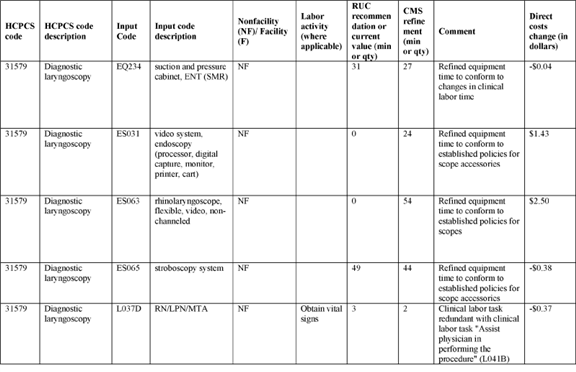 HCPCS code | HCPCS code description | Input Code | Input code description | Nonfacility (NF)/ Facility (F) | Labor activity (where applicable) | RUC recommen dation or current value (min or qty) | CMS refine ment (min or qty) | Comment | Direct costs change (in dollars)
31579 | Diagnostic laryngoscopy | EQ234 | suction and pressure cabinet, ENT (SMR) | NF | | 31 | 27 | Refined equipment time to conform to changes in clinical labor time | -$0.04
31579 | Diagnostic laryngoscopy | ES031 | video system, endoscopy (processor, digital capture, monitor, printer, cart) | NF | | 0 | 24 | Refined equipment time to conform to established policies for scope accessories | $1.43
31579 | Diagnostic laryngoscopy | ES063 | rhinolaryngoscope, flexible, video, non-channeled | NF | | 0 | 54 | Refined equipment time to conform to established policies for scopes | $2.50
31579 | Diagnostic laryngoscopy | ES065 | stroboscopy system | NF | | 49 | 44 | Refined equipment time to conform to established policies for scope accessories | -$0.38
31579 | Diagnostic laryngoscopy | L037D | RN/LPN/MTA | NF | Obtain vital signs | 3 | 2 | Clinical labor task redundant with clinical labor task "Assist physician in performing the procedure" (L041B) | -$0.37